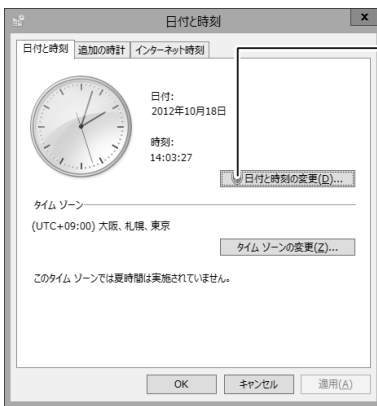 日付と時刻
x
日付と時刻 追加の時計 インターネット時刻
日付:
2012年10月18日
時刻:
14:03:27
日付と時刻の変更(D)...
タイム ゾーン
(UTC+09:00) 大阪、札幌、東京
タイム ゾーンの変更(Z)...
このタイム ゾーンでは夏時間は実施されていません。
OK キャンセル 適用(A)